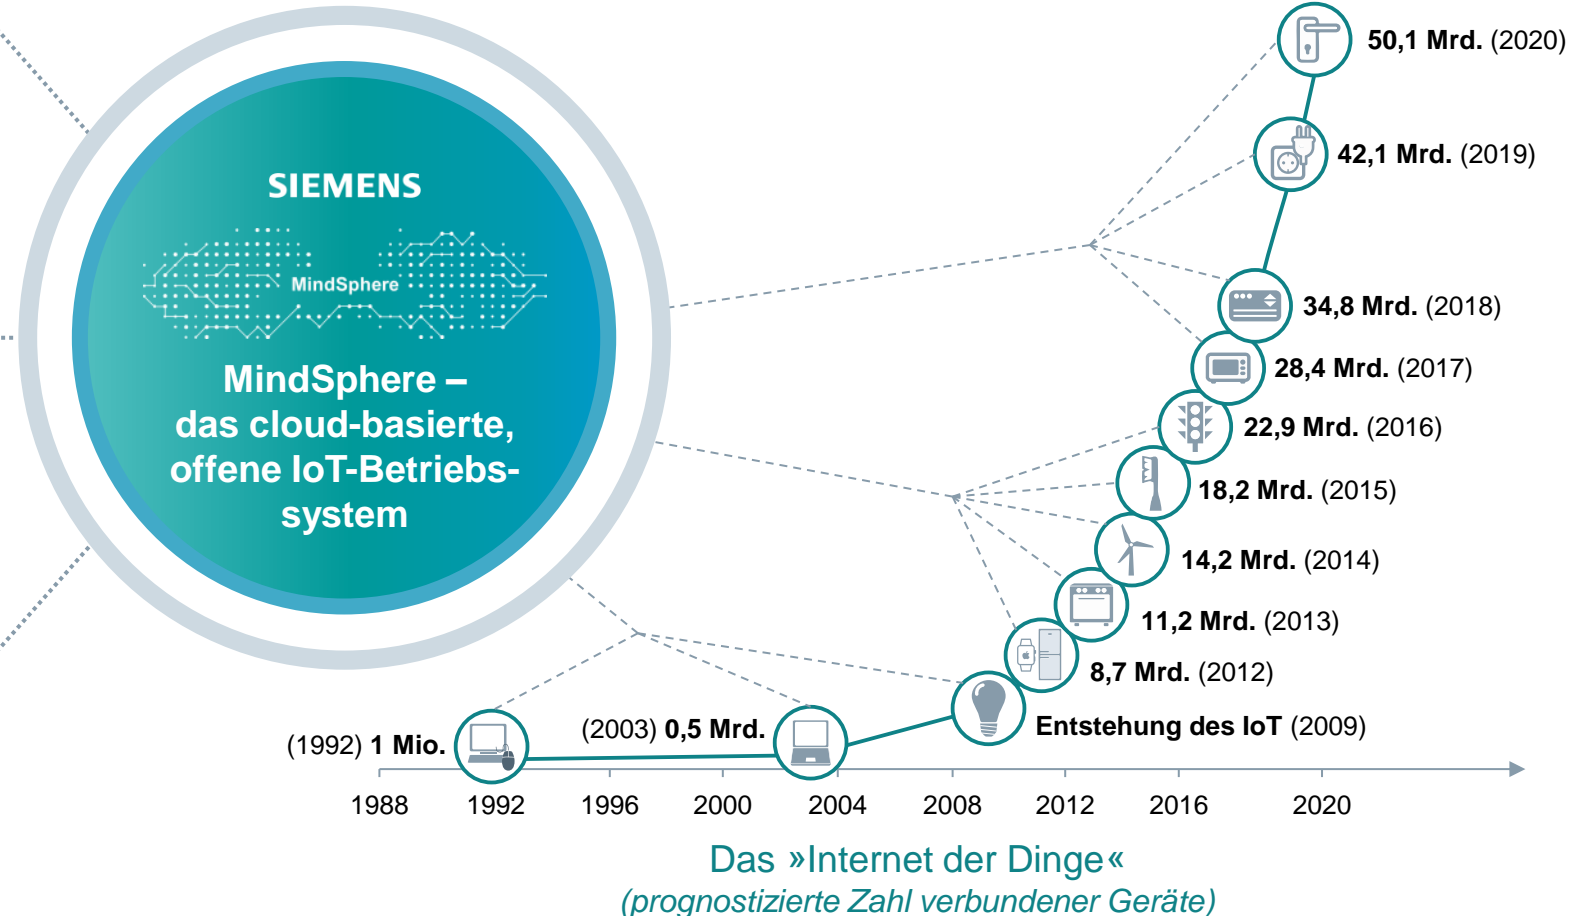 SIEMENS
MindSphere
MindSphere –
das cloud-basierte,
offene IoT-Betriebs-
system
50,1 Mrd. (2020)
42,1 Mrd. (2019)
34,8 Mrd. (2018)
28,4 Mrd. (2017)
22,9 Mrd. (2016)
18,2 Mrd. (2015)
14,2 Mrd. (2014)
11,2 Mrd. (2013)
8,7 Mrd. (2012)
Entstehung des IoT (2009)
(2003) 0,5 Mrd.
(1992) 1 Mio.
1988 1992 1996 2000 2004 2008 2012 2016 2020
Das »Internet der Dinge«
(prognostizierte Zahl verbundener Geräte)